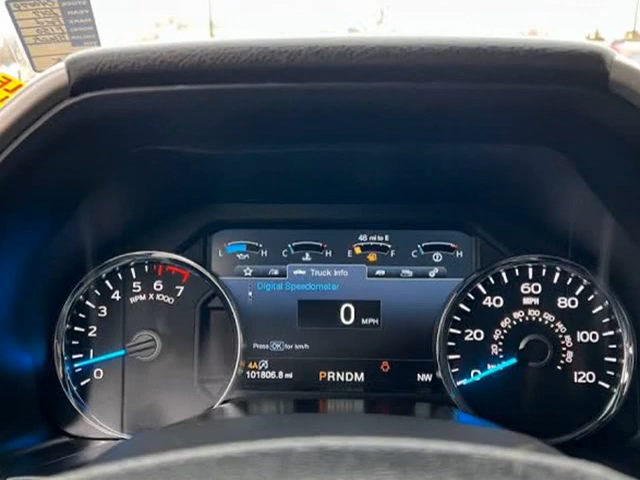 48 mi to E
L H
C H
E F
C H
Truck Info
Digital Speedometer
0 MPH
Press OK for km/h
4A
101806.8 mi
PRNDM
NW
0 1 2 3 4 5 6 7
RPM X 1000
0 20 40 60 80 100 120
MPH